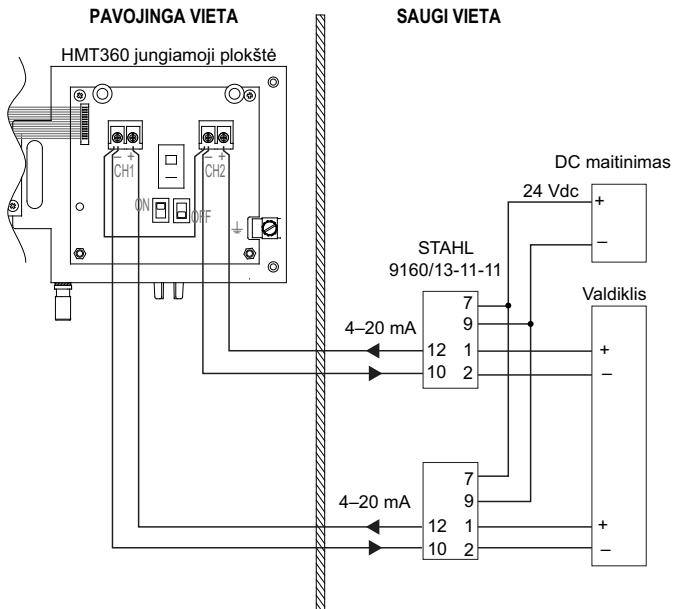 PAVOJINGA VIETA
SAUGI VIETA
HMT360 jungiamoji plokštė
– + – +
CH1 CH2
ON OFF
DC maitinimas
24 Vdc
+
–
STAHL
9160/13-11-11
Valdiklis
7
9
4–20 mA
12 1 +
10 2 –
7
9
4–20 mA
12 1 +
10 2 –